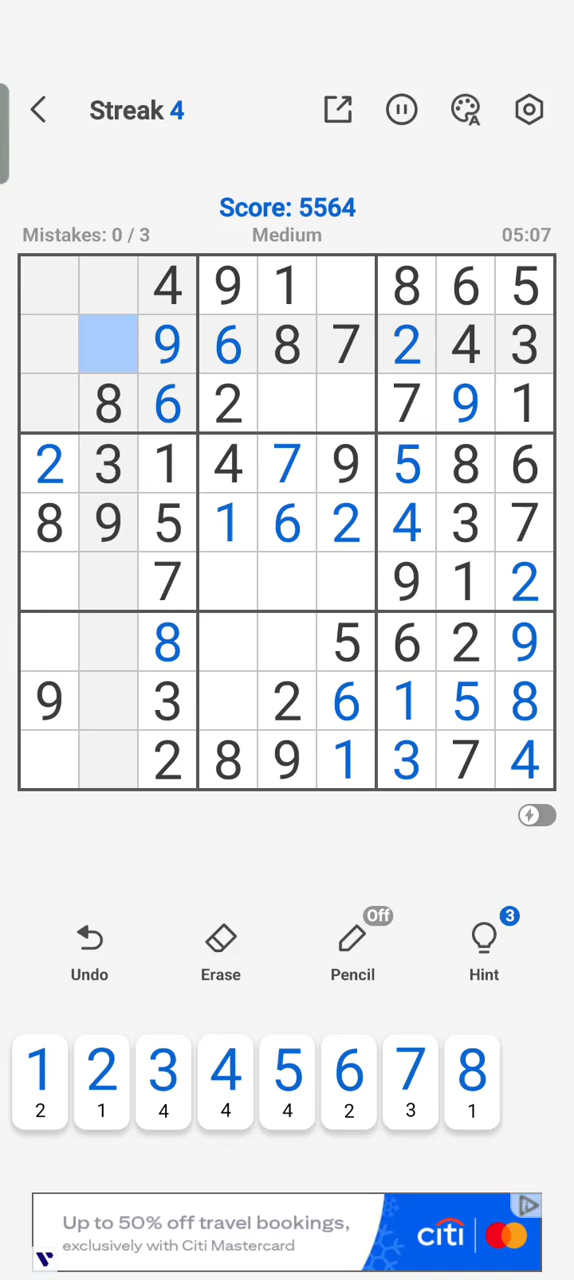 Streak 4
Score: 5564
Mistakes: 0 / 3 Medium 05:07
4 9 1 8 6 5
9 6 8 7 2 4 3
8 6 2 7 9 1
2 3 1 4 7 9 5 8 6
8 9 5 1 6 2 4 3 7
7 9 1 2
8 5 6 2 9
9 3 2 6 1 5 8
2 8 9 1 3 7 4
Off 3
Undo Erase Pencil Hint
1 2 3 4 5 6 7 8
2 1 4 4 4 2 3 1
Up to 50% off travel bookings,
exclusively with Citi Mastercard
citi